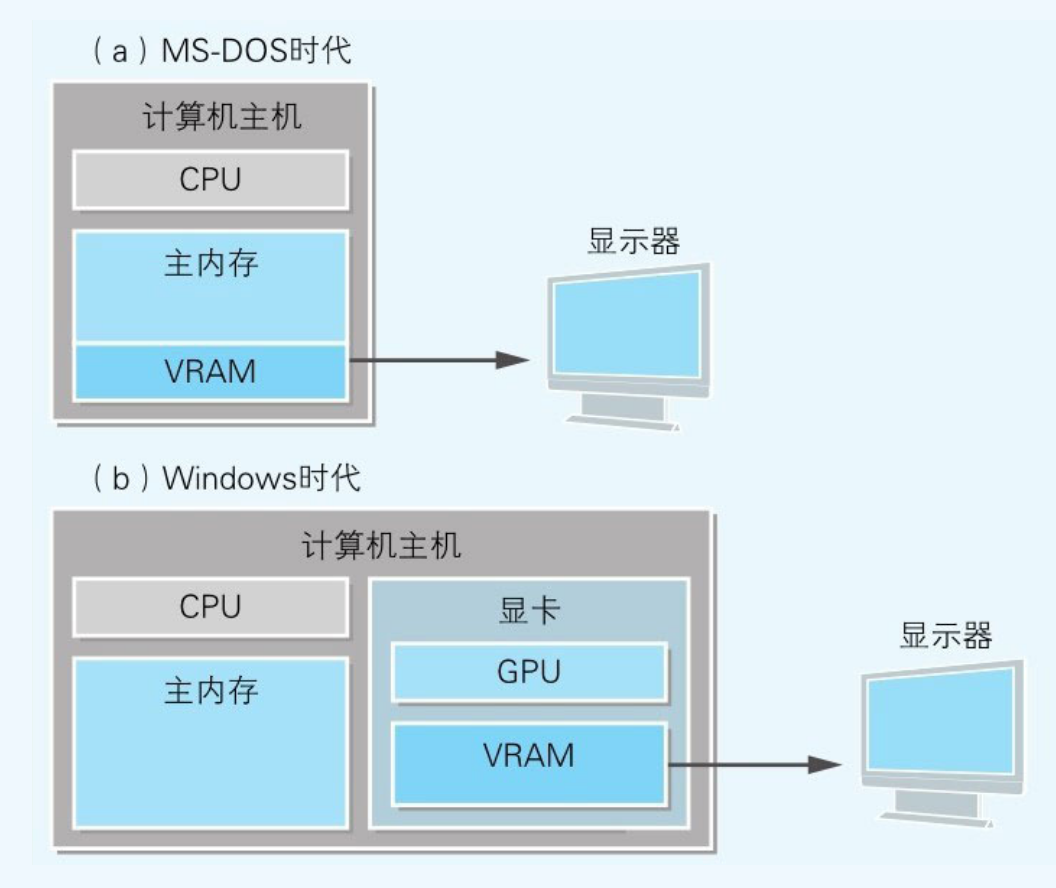 （a）MS-DOS时代
计算机主机
CPU
主内存
VRAM
显示器
（b）Windows时代
计算机主机
CPU
主内存
显卡
GPU
VRAM
显示器